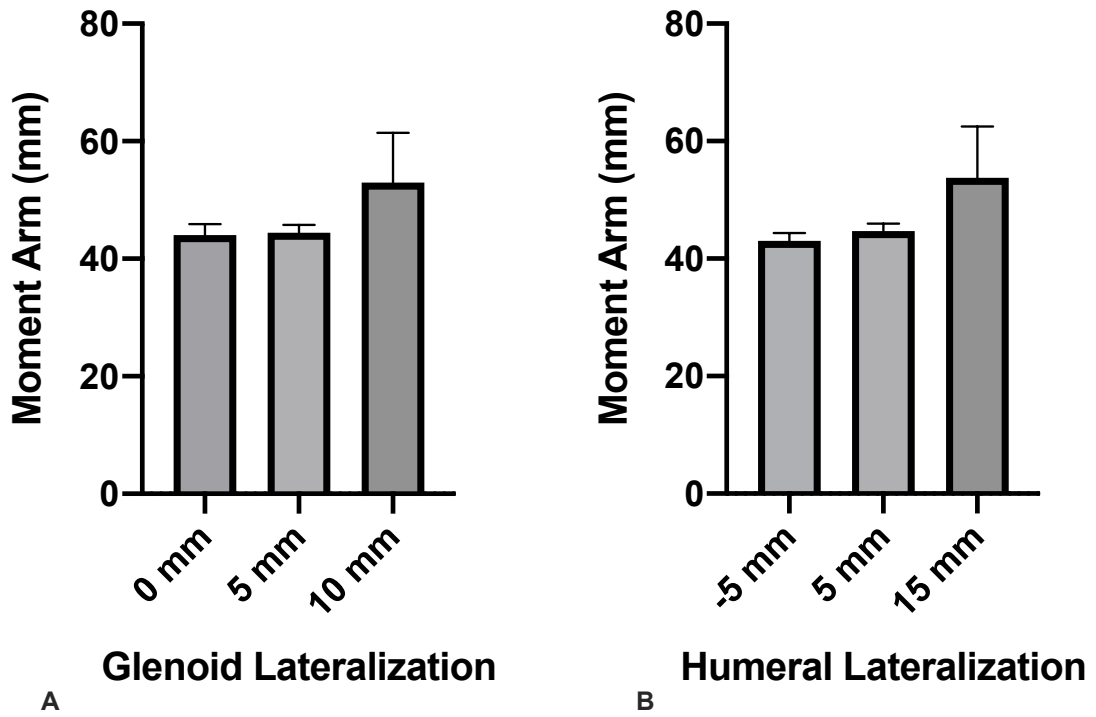 80
60
40
20
0
Moment Arm (mm)
0 mm
5 mm
10 mm
Glenoid Lateralization
A
80
60
40
20
0
Moment Arm (mm)
-5 mm
5 mm
15 mm
Humeral Lateralization
B